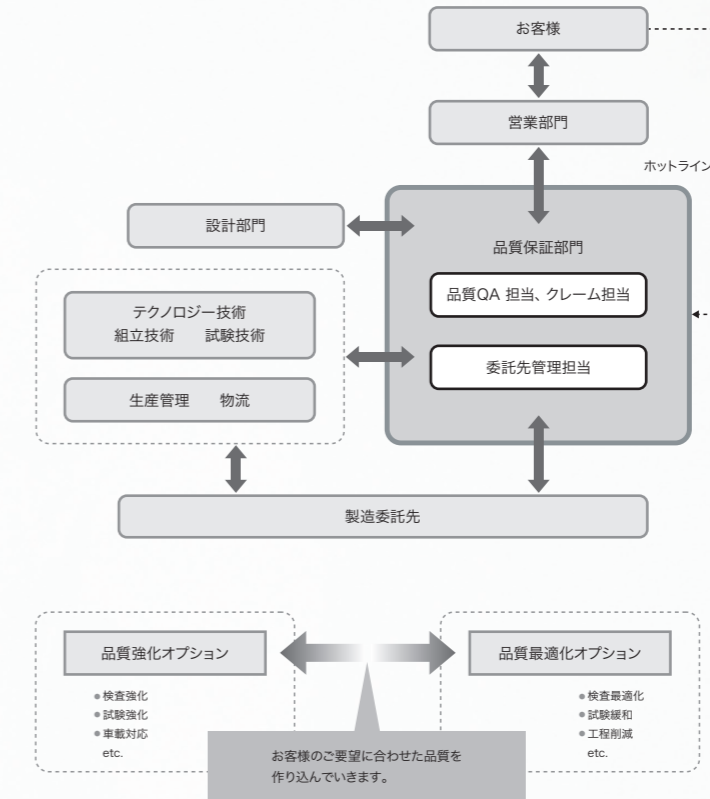 お客様
営業部門
ホットライン
設計部門
品質保証部門
品質QA 担当、クレーム担当
テクノロジー技術
組立技術 試験技術
委託先管理担当
生産管理 物流
製造委託先
品質強化オプション
●検査強化
●試験強化
●車載対応
etc.
品質最適化オプション
●検査最適化
●試験緩和
●工程削減
etc.
お客様のご要望に合わせた品質を
作り込んでいきます。